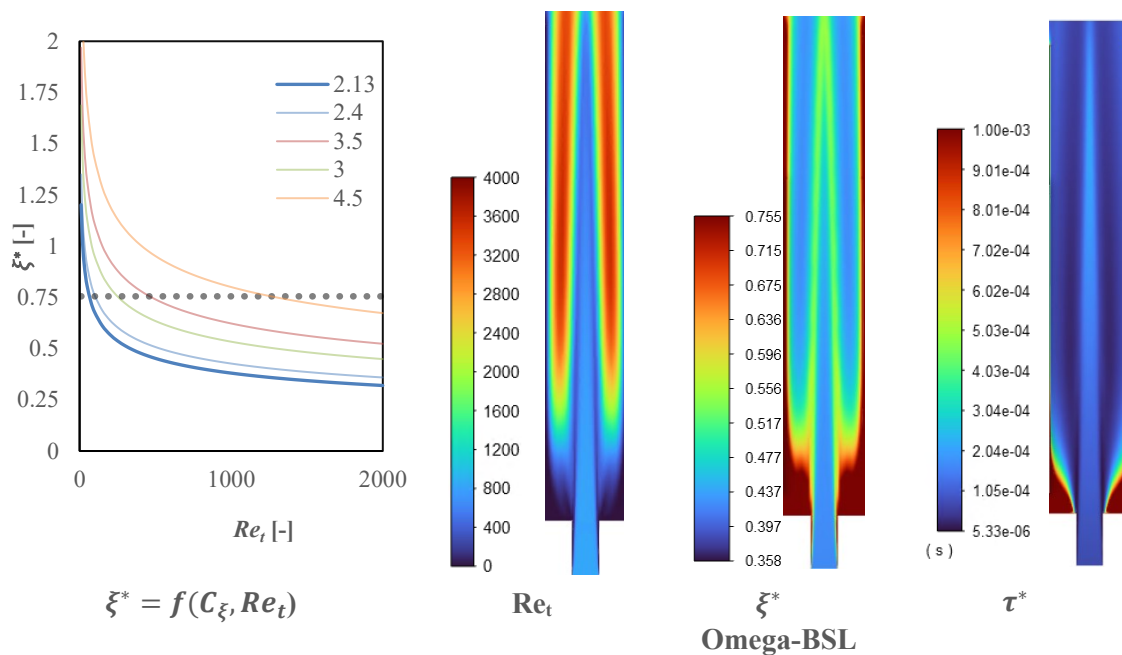 2
1.75
1.5
1.25
1
0.75
0.5
0.25
0
ξ* [-]
0
1000
2000
Re_t [-]
2.13
2.4
3.5
3
4.5
ξ* = f(C_ξ, Re_t)
4000
3600
3200
2800
2400
2000
1600
1200
800
400
0
Re_t
0.755
0.715
0.675
0.636
0.596
0.556
0.517
0.477
0.437
0.397
0.358
ξ*
Omega-BSL
1.00e-03
9.01e-04
8.01e-04
7.02e-04
6.02e-04
5.03e-04
4.03e-04
3.04e-04
2.04e-04
1.05e-04
5.33e-06
( s )
τ*